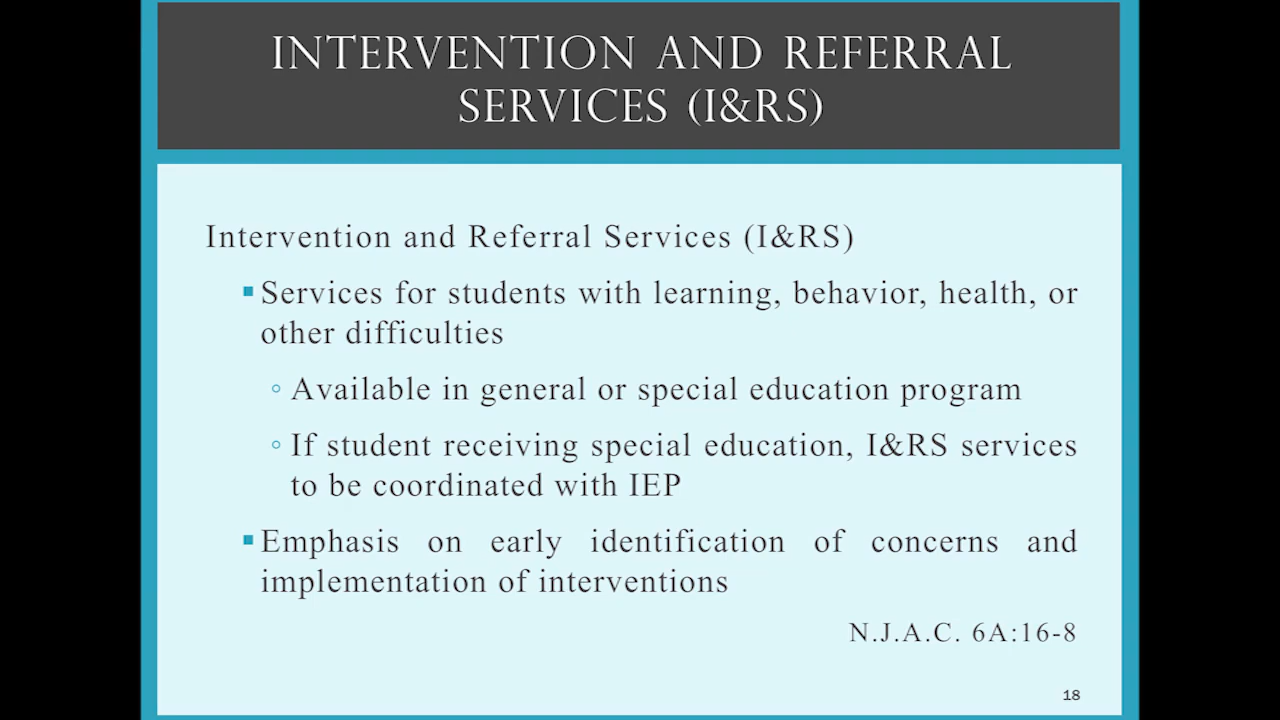 INTERVENTION AND REFERRAL
SERVICES (I&RS)
Intervention and Referral Services (I&RS)
▪ Services for students with learning, behavior, health, or
other difficulties
◦ Available in general or special education program
◦ If student receiving special education, I&RS services
to be coordinated with IEP
▪ Emphasis on early identification of concerns and
implementation of interventions
N.J.A.C. 6A:16-8
18